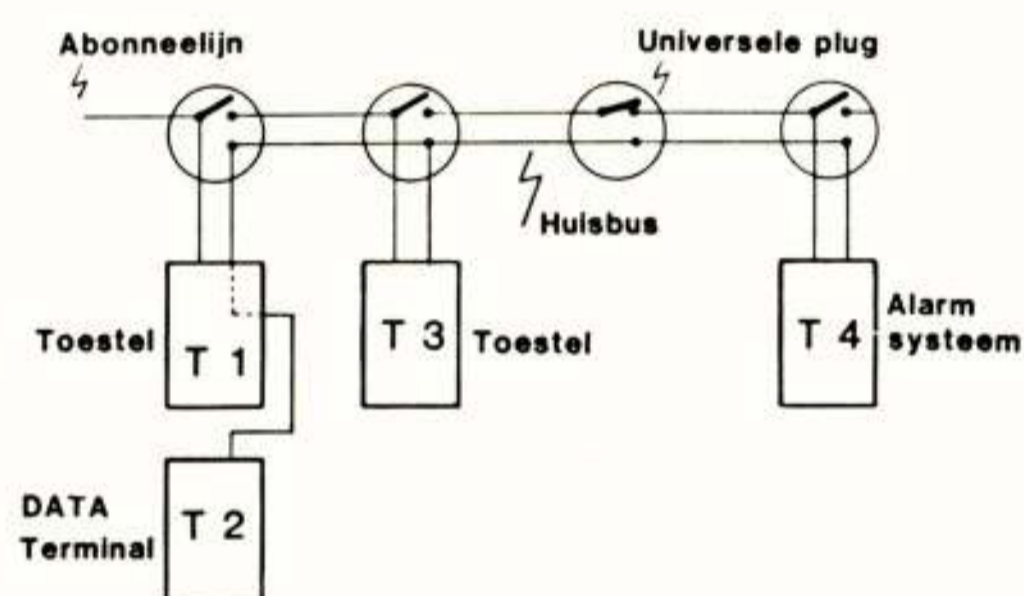 Abonneelijn
Universele plug
Huisbus
Toestel
T 1
T 3
Toestel
T 4
Alarm
systeem
DATA
Terminal
T 2